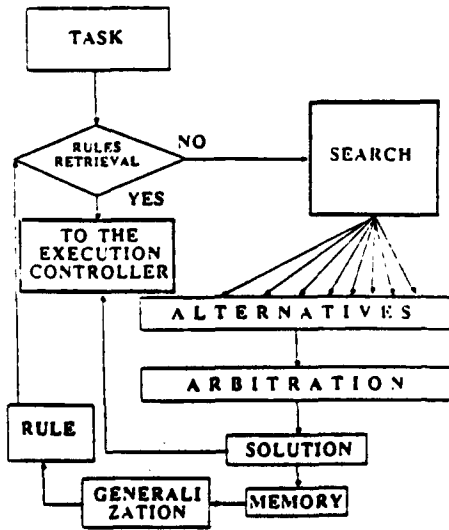 TASK
RULES
RETRIEVAL
NO
SEARCH
YES
TO THE
EXECUTION
CONTROLLER
ALTERNATIVES
ARBITRATION
RULE
SOLUTION
GENERALI
ZATION
MEMORY